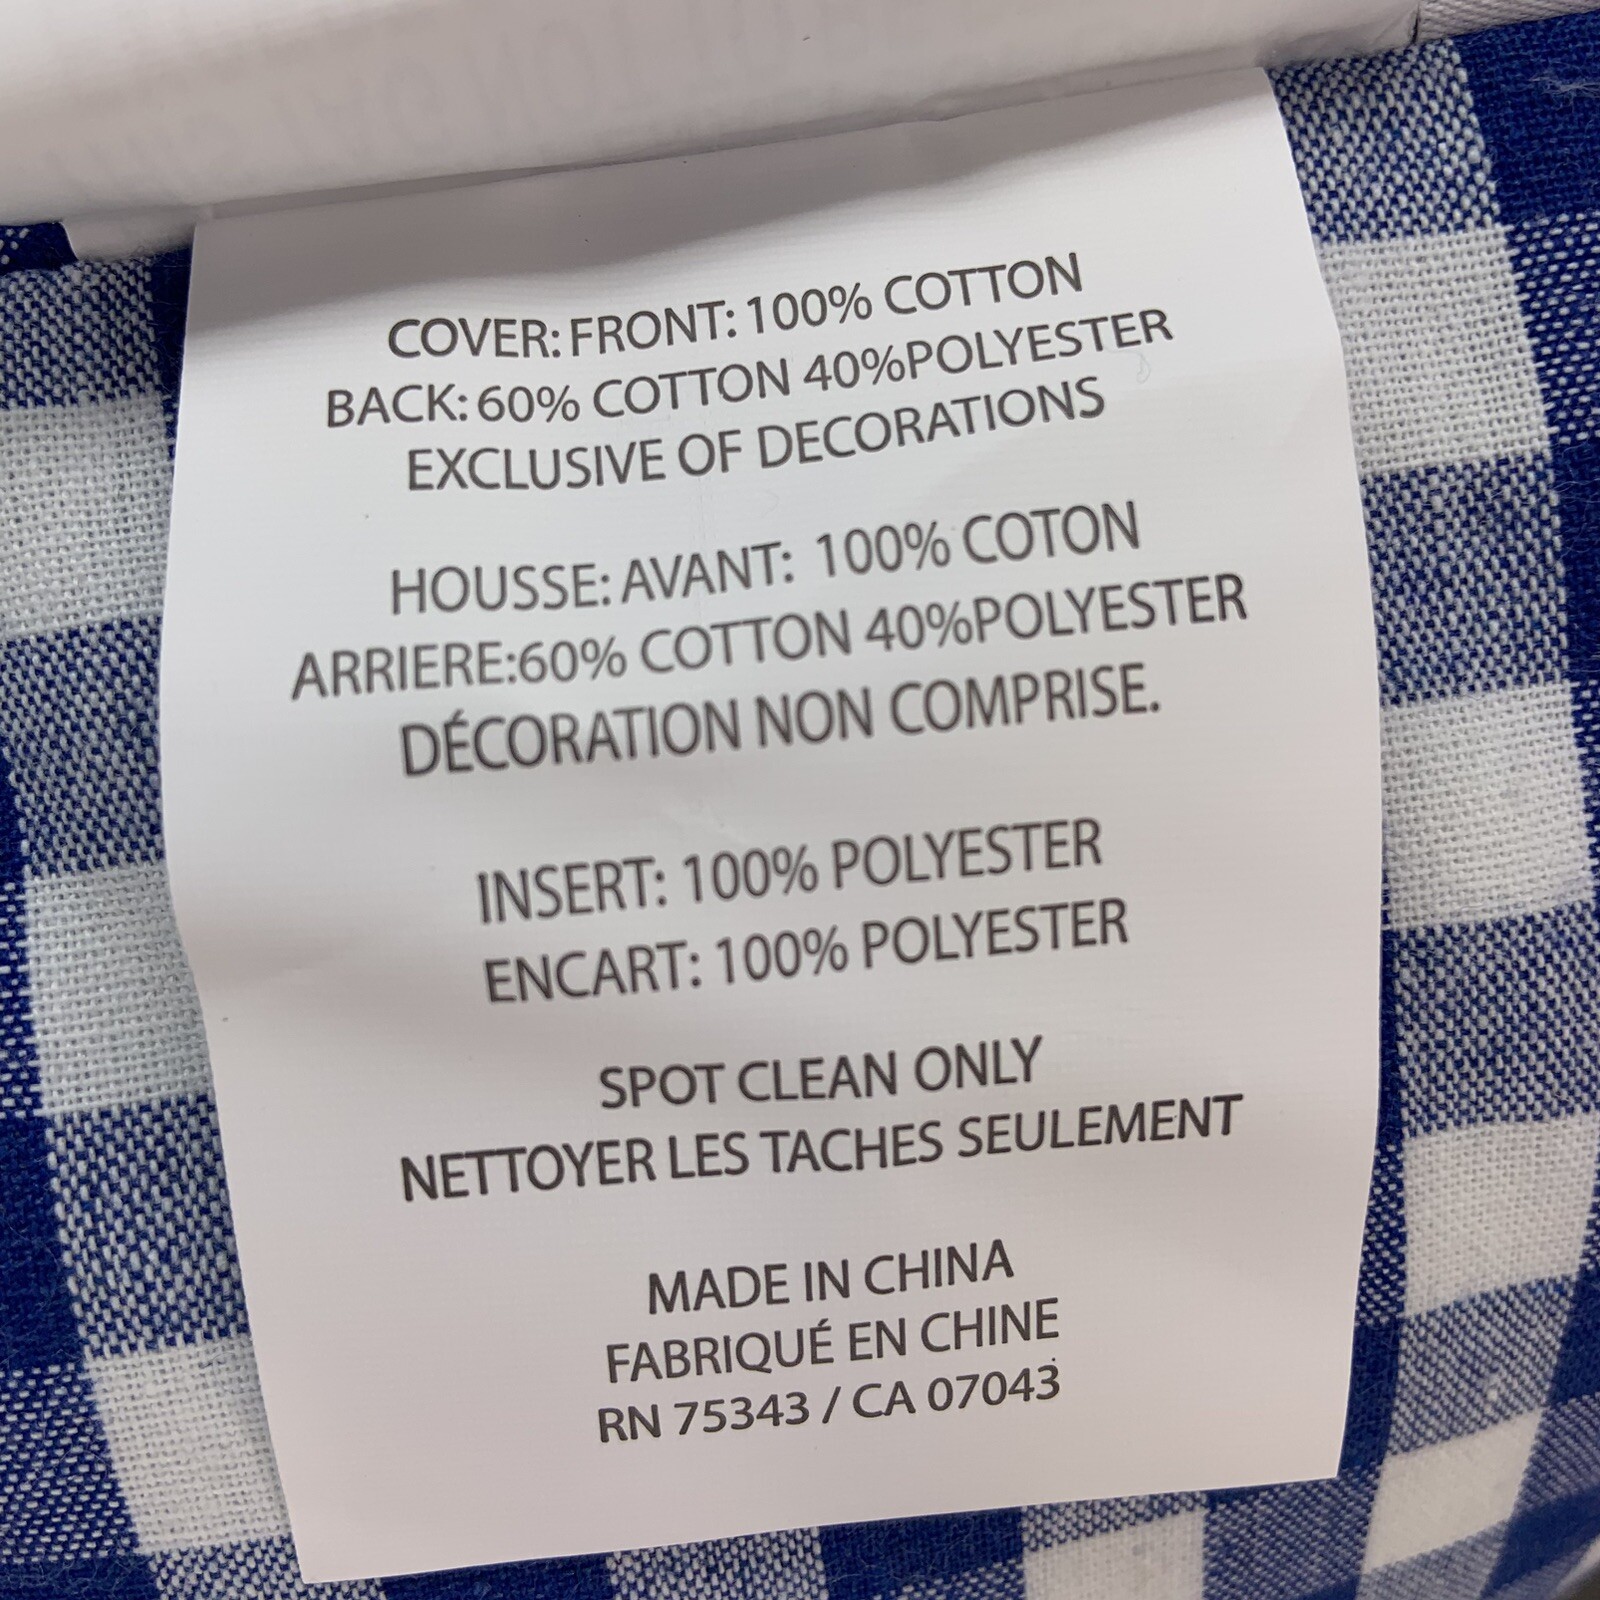 COVER: FRONT: 100% COTTON
BACK: 60% COTTON 40%POLYESTER
EXCLUSIVE OF DECORATIONS
HOUSSE: AVANT: 100% COTON
ARRIERE:60% COTTON 40%POLYESTER
DÉCORATION NON COMPRISE.
INSERT: 100% POLYESTER
ENCART: 100% POLYESTER
SPOT CLEAN ONLY
NETTOYER LES TACHES SEULEMENT
MADE IN CHINA
FABRIQUÉ EN CHINE
RN 75343 / CA 07043